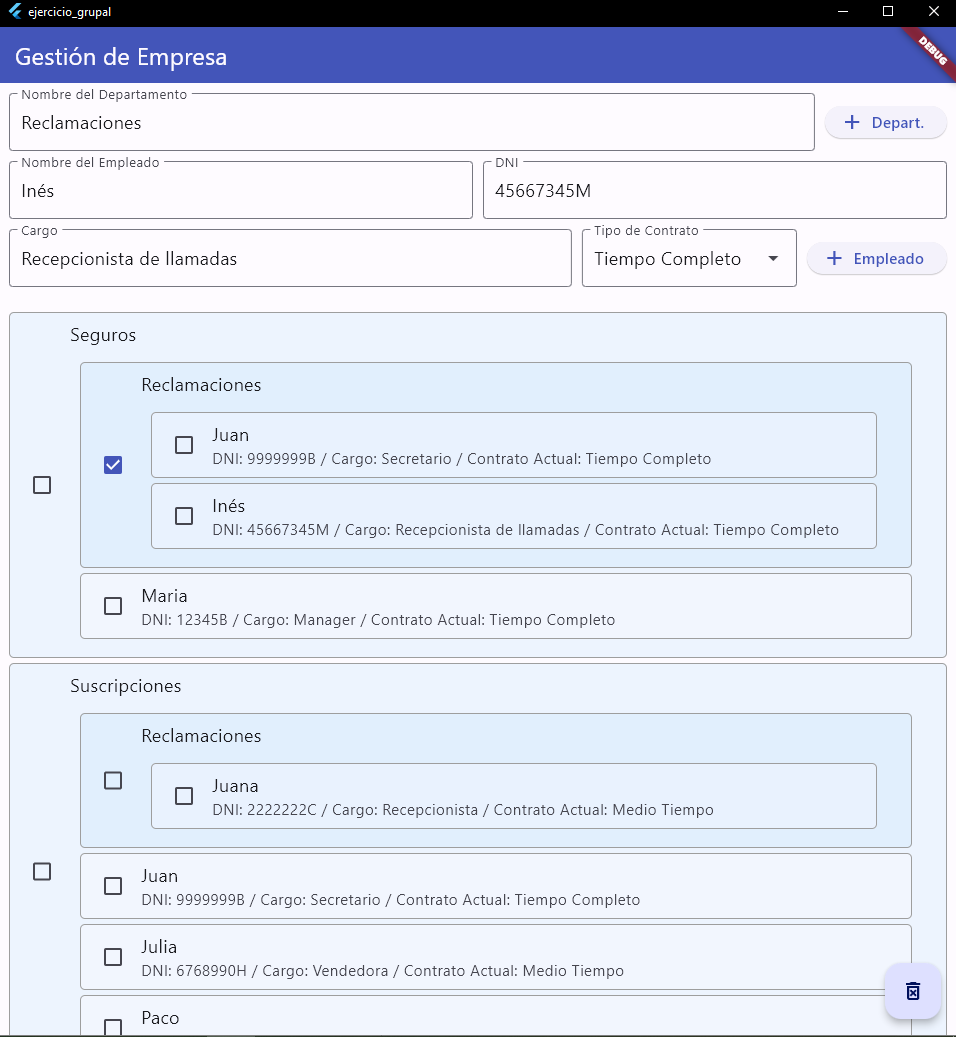 ejercicio_grupal
Gestión de Empresa
DEBUG
Nombre del Departamento
Reclamaciones
Depart.
Nombre del Empleado
Inés
DNI
45667345M
Cargo
Recepcionista de llamadas
Tipo de Contrato
Tiempo Completo
Empleado
Seguros
Reclamaciones
Juan
DNI: 9999999B / Cargo: Secretario / Contrato Actual: Tiempo Completo
Inés
DNI: 45667345M / Cargo: Recepcionista de llamadas / Contrato Actual: Tiempo Completo
Maria
DNI: 12345B / Cargo: Manager / Contrato Actual: Tiempo Completo
Suscripciones
Reclamaciones
Juana
DNI: 2222222C / Cargo: Recepcionista / Contrato Actual: Medio Tiempo
Juan
DNI: 9999999B / Cargo: Secretario / Contrato Actual: Tiempo Completo
Julia
DNI: 6768990H / Cargo: Vendedora / Contrato Actual: Medio Tiempo
Paco